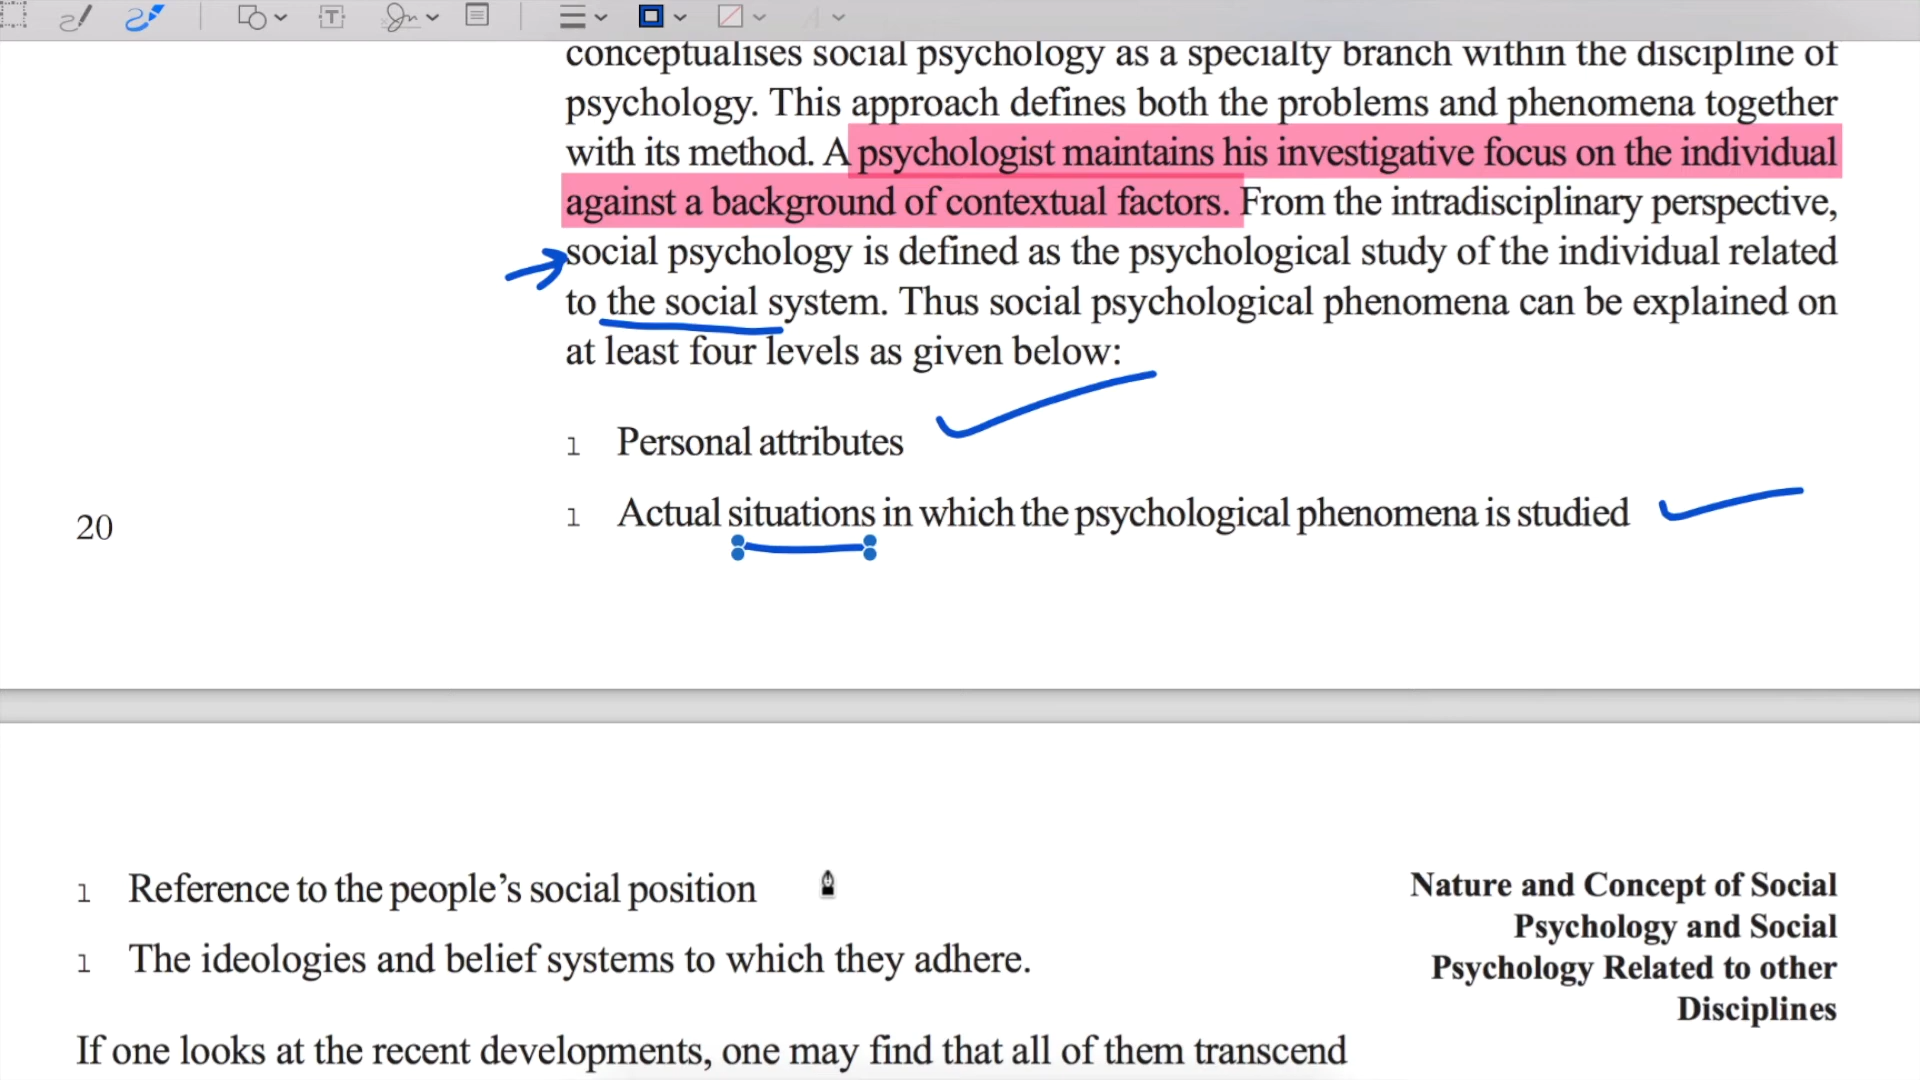 conceptualises social psychology as a specialty branch within the discipline of
psychology. This approach defines both the problems and phenomena together
with its method. A psychologist maintains his investigative focus on the individual
against a background of contextual factors. From the intradisciplinary perspective,
social psychology is defined as the psychological study of the individual related
to the social system. Thus social psychological phenomena can be explained on
at least four levels as given below:
l Personal attributes
l Actual situations in which the psychological phenomena is studied
20
l Reference to the people’s social position
l The ideologies and belief systems to which they adhere.
Nature and Concept of Social
Psychology and Social
Psychology Related to other
Disciplines
If one looks at the recent developments, one may find that all of them transcend